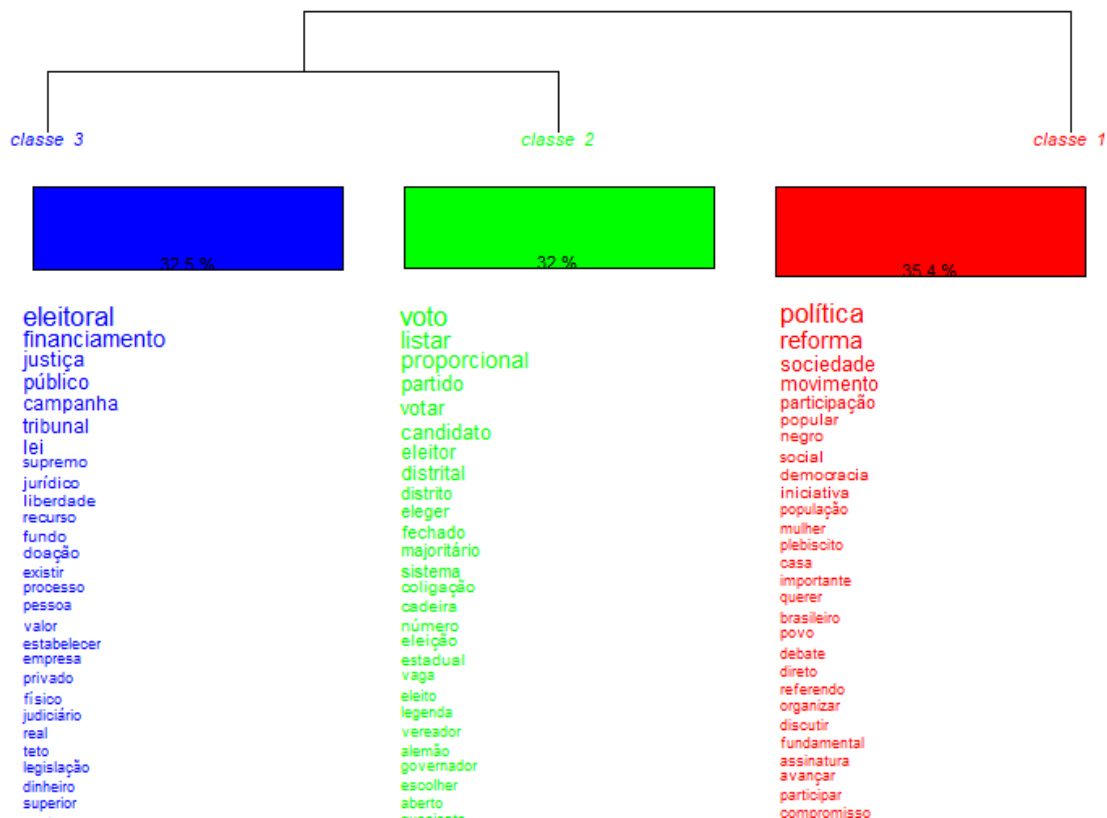 classe 3
classe 2
classe 1
32.5 %
32 %
35.4 %
eleitoral
financiamento
justiça
público
campanha
tribunal
lei
supremo
jurídico
liberdade
recurso
fundo
doação
existir
processo
pessoa
valor
estabelecer
empresa
privado
físico
judiciário
real
teto
legislação
dinheiro
superior
voto
listar
proporcional
partido
votar
candidato
eleitor
distrital
distrito
eleger
fechado
majoritário
sistema
coligação
cadeira
número
eleição
estadual
vaga
eleito
legenda
vereador
alemão
governador
escolher
aberto
política
reforma
sociedade
movimento
participação
popular
negro
social
democracia
iniciativa
população
mulher
plebiscito
casa
importante
querer
brasileiro
povo
debate
direto
referendo
organizar
discutir
fundamental
assinatura
avançar
participar
compromisso